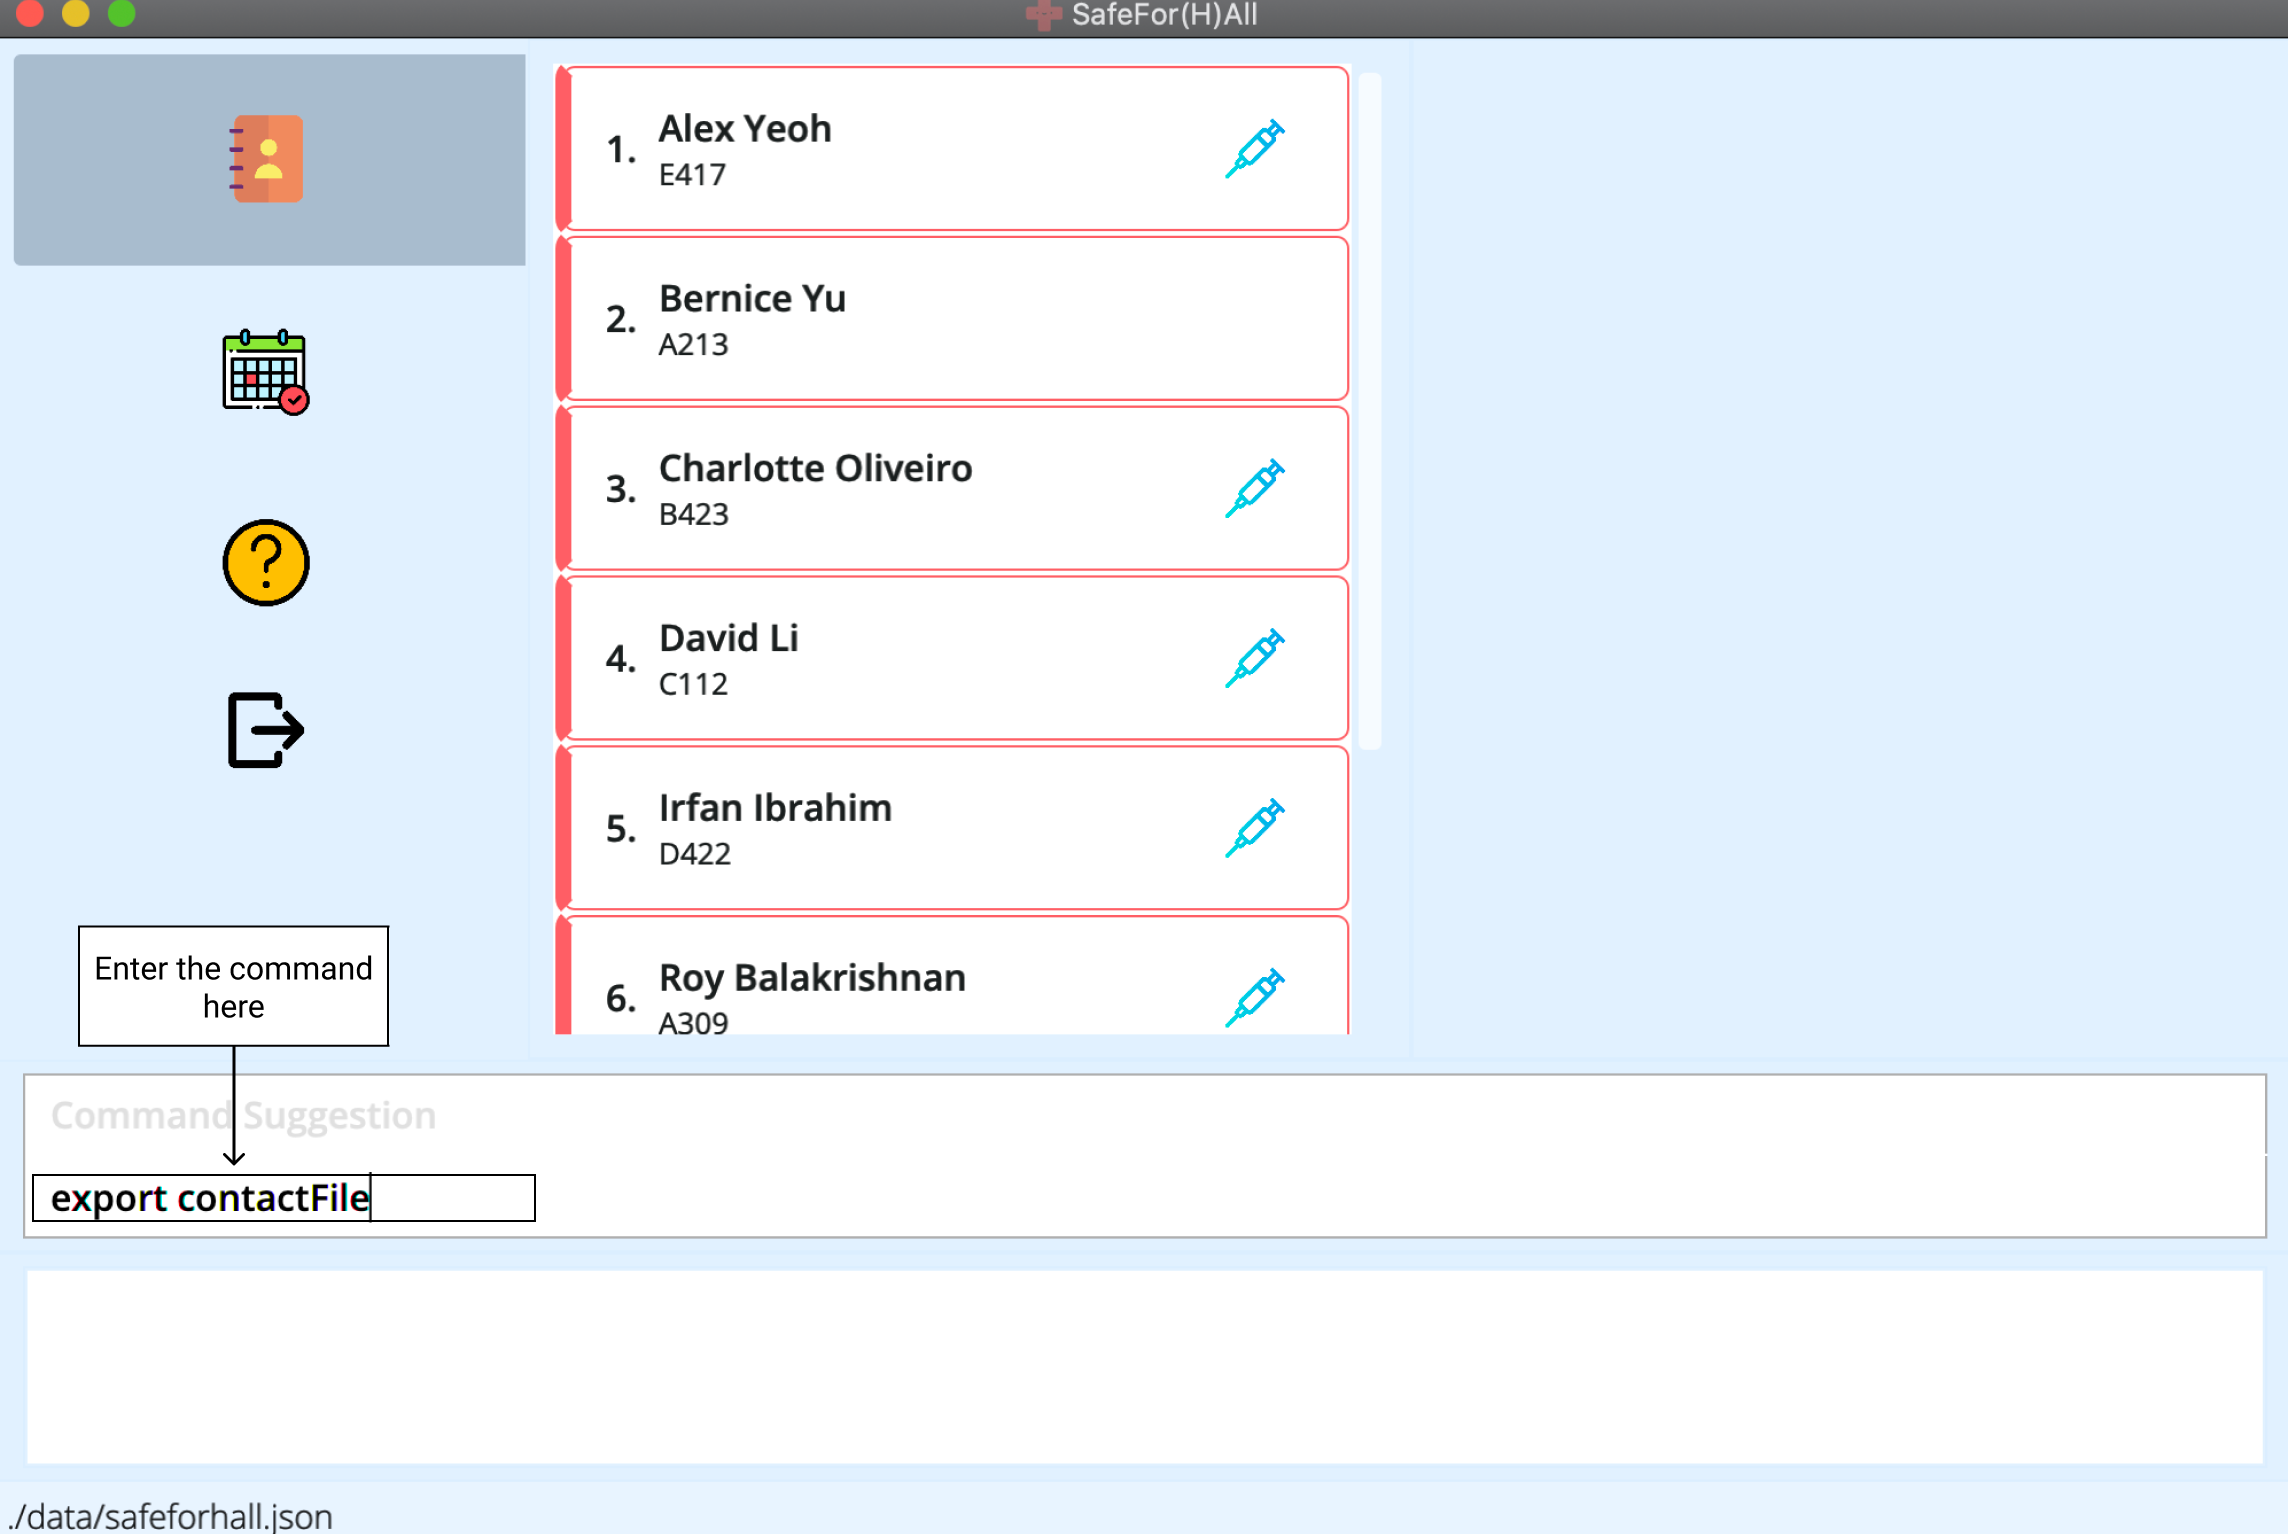 SafeFor(H)All
1.
Alex Yeoh
E417
2.
Bernice Yu
A213
3.
Charlotte Oliveiro
B423
4.
David Li
C112
5.
Irfan Ibrahim
D422
6.
Roy Balakrishnan
A309
Enter the command
here
Command Suggestion
export contactFile
./data/safeforhall.json